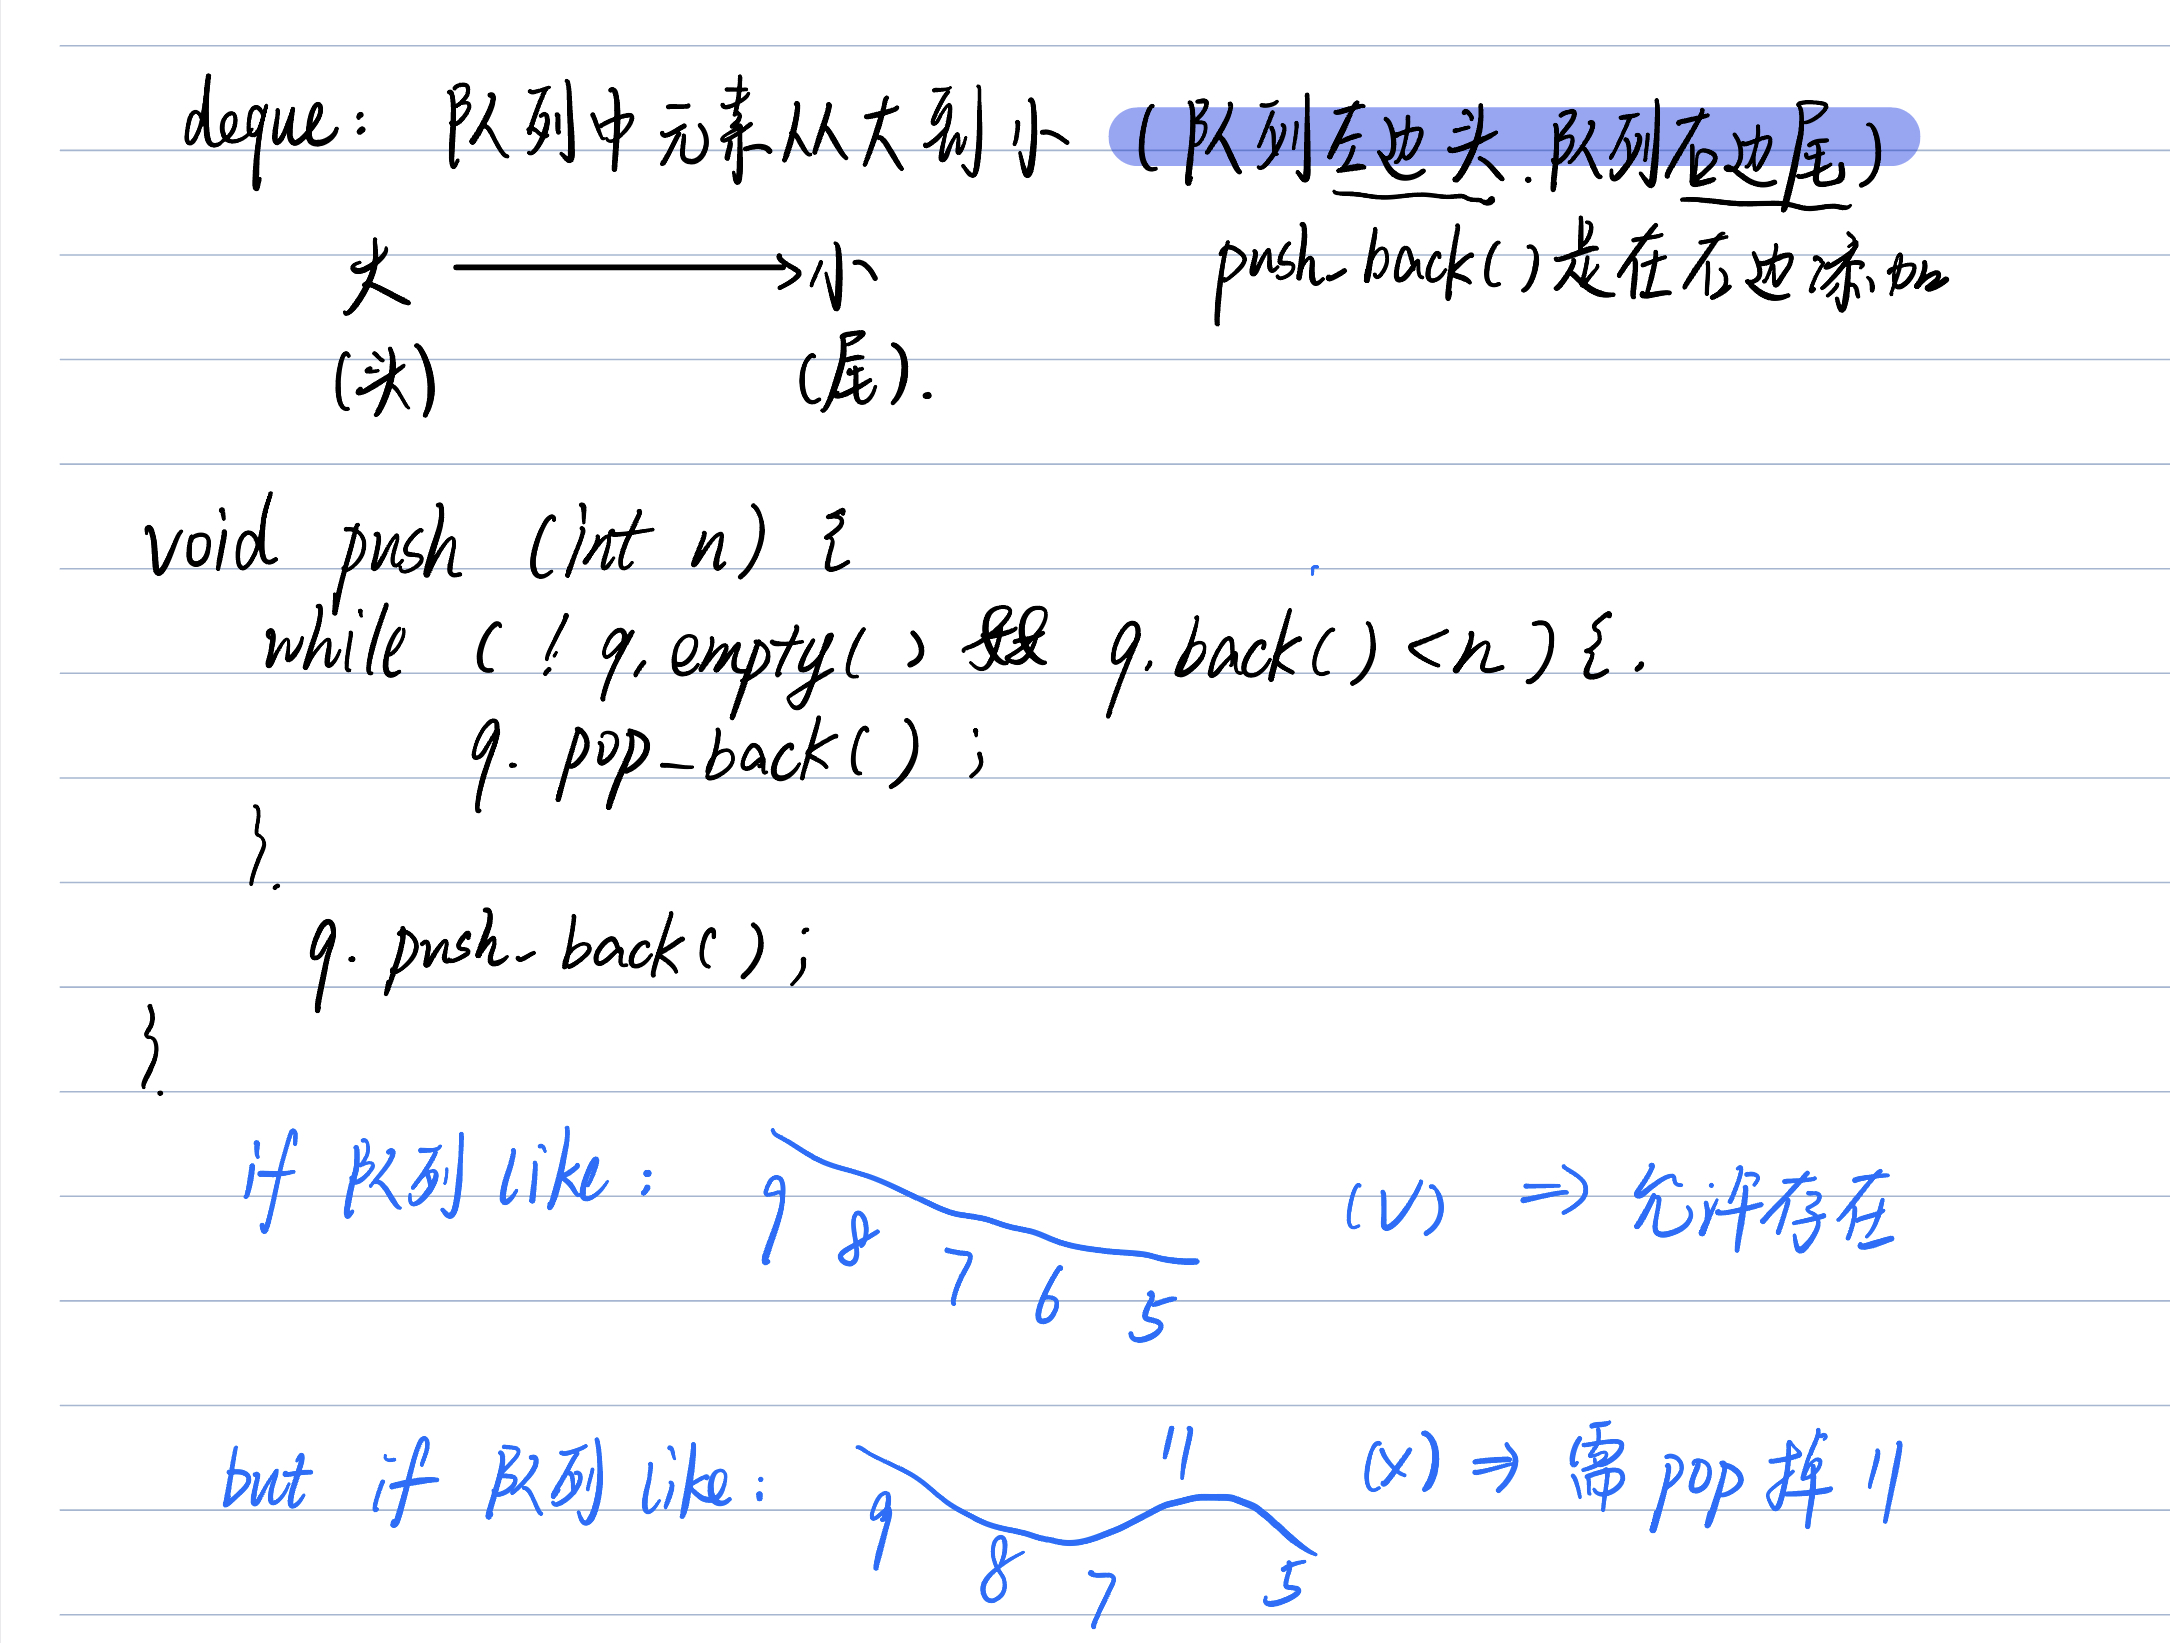 deque: 队列中元素从大到小 (队列左边头.队列右边尾)
大 → 小 push_back()是在右边添加
(头) (尾).
void push (int n) {
while ( ! q.empty() && q.back() < n ) {.
q. pop_back() ;
}.
q. push_back() ;
}.
if 队列 like: 9 8 7 6 5 (√) ⇒ 允许存在
but if 队列 like: 9 8 7 11 5 (×) ⇒ 需 pop 掉 11